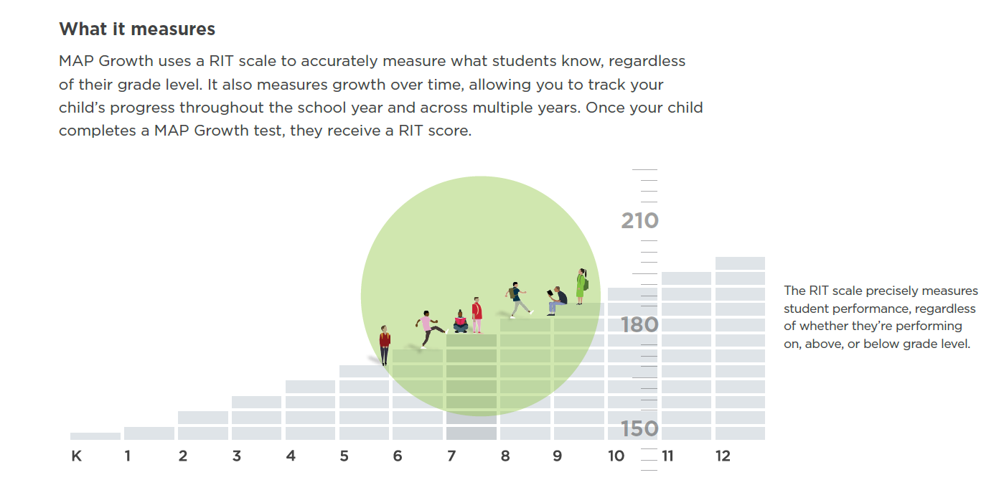 What it measures
MAP Growth uses a RIT scale to accurately measure what students know, regardless
of their grade level. It also measures growth over time, allowing you to track your
child’s progress throughout the school year and across multiple years. Once your child
completes a MAP Growth test, they receive a RIT score.
210
180
150
The RIT scale precisely measures
student performance, regardless
of whether they’re performing
on, above, or below grade level.
K 1 2 3 4 5 6 7 8 9 10 11 12